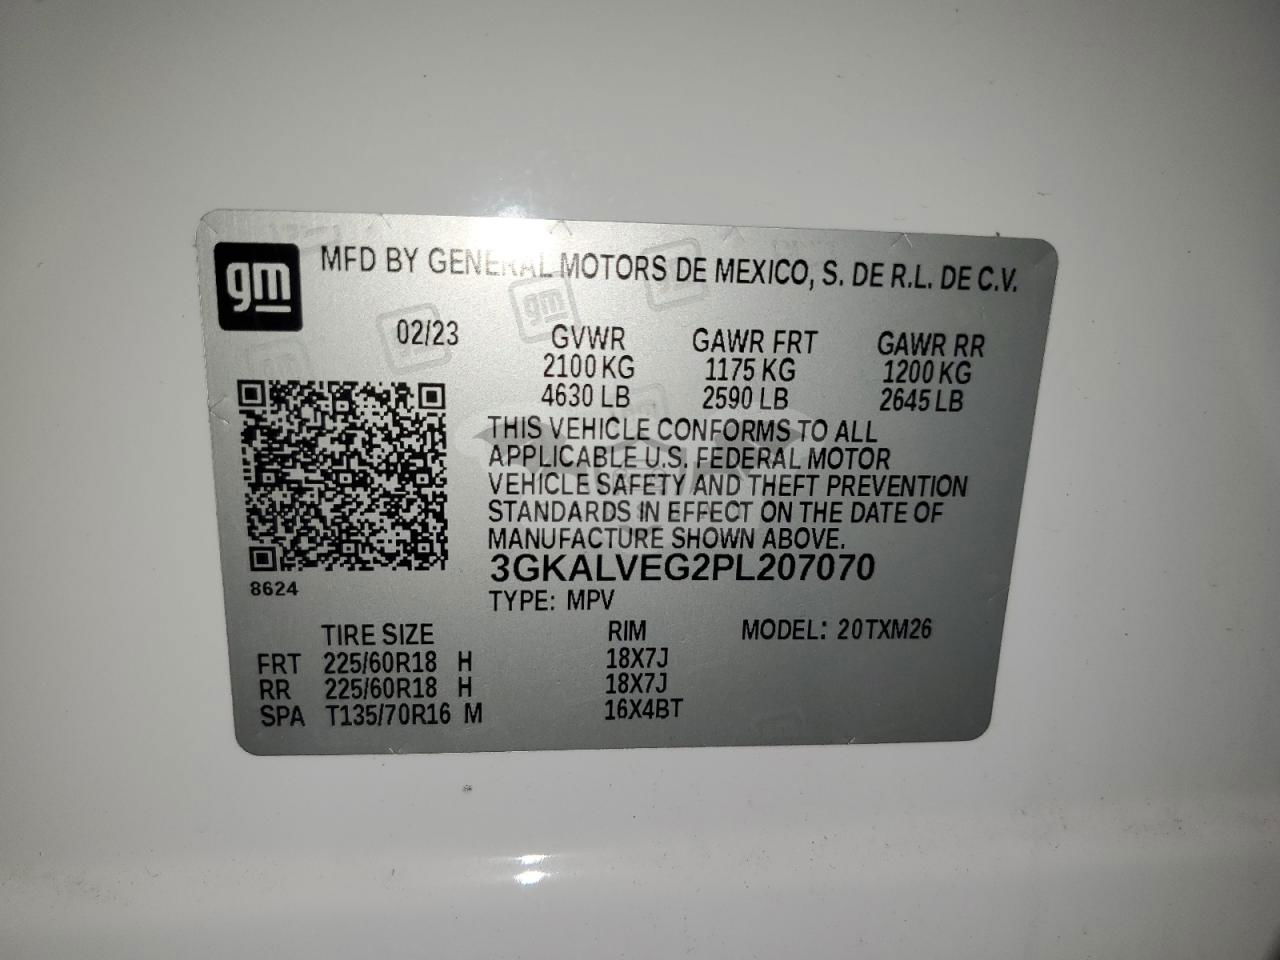 gm
MFD BY GENERAL MOTORS DE MEXICO, S. DE R.L. DE C.V.
02/23 GVWR GAWR FRT GAWR RR
2100 KG 1175 KG 1200 KG
4630 LB 2590 LB 2645 LB
THIS VEHICLE CONFORMS TO ALL
APPLICABLE U.S. FEDERAL MOTOR
VEHICLE SAFETY AND THEFT PREVENTION
STANDARDS IN EFFECT ON THE DATE OF
MANUFACTURE SHOWN ABOVE.
3GKALVEG2PL207070
8624
TYPE: MPV
TIRE SIZE RIM MODEL: 20TXM26
FRT 225/60R18 H 18X7J
RR 225/60R18 H 18X7J
SPA T135/70R16 M 16X4BT